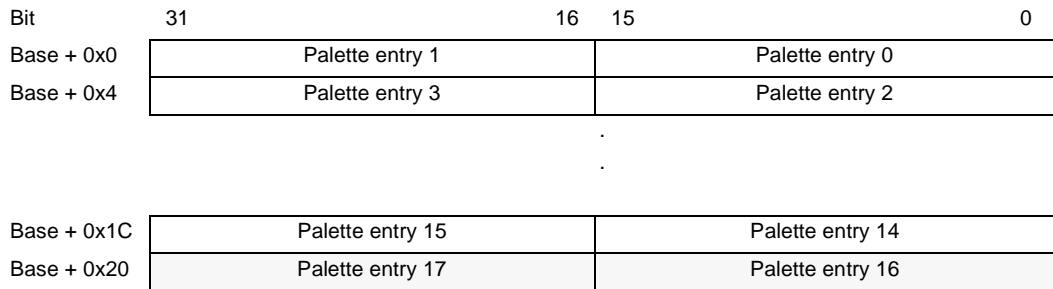 Bit 31 16 15 0
Base + 0x0 Palette entry 1 Palette entry 0
Base + 0x4 Palette entry 3 Palette entry 2
.
.
Base + 0x1C Palette entry 15 Palette entry 14
Base + 0x20 Palette entry 17 Palette entry 16